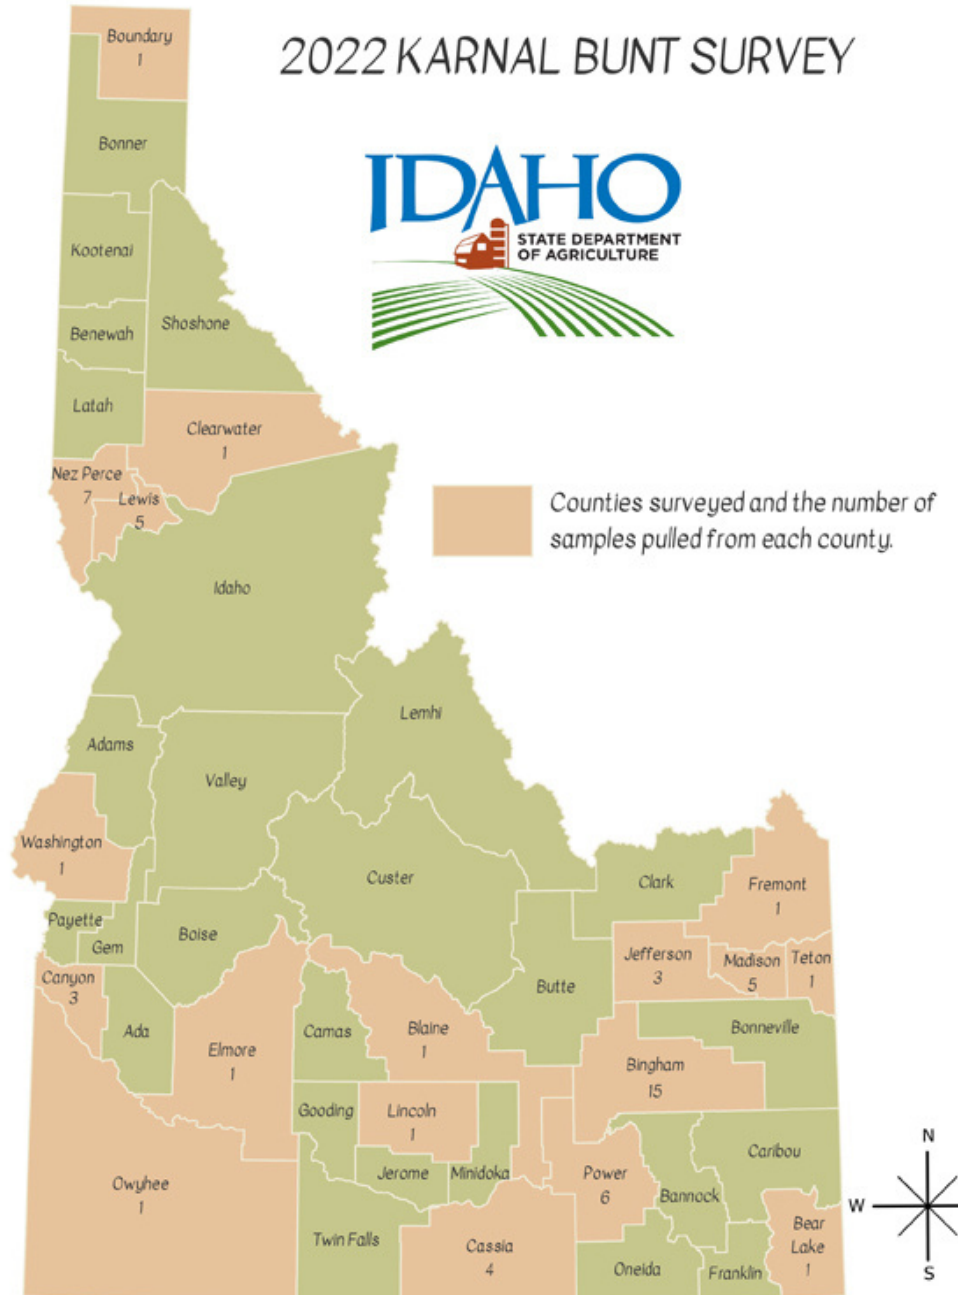 2022 KARNAL BUNT SURVEY
IDAHO
STATE DEPARTMENT
OF AGRICULTURE
Counties surveyed and the number of
samples pulled from each county.
Boundary
1
Bonner
Kootenai
Shoshone
Benewah
Latah
Clearwater
1
Nez Perce
7
Lewis
5
Idaho
Lemhi
Adams
Valley
Washington
1
Custer
Clark
Fremont
1
Payette
Gem
Boise
Jefferson
3
Madison
5
Teton
1
Canyon
3
Butte
Ada
Camas
Blaine
1
Bonneville
Elmore
1
Bingham
15
Gooding
Lincoln
1
Caribou
Jerome
Minidoka
Power
6
Bannock
Owyhee
1
Twin Falls
Cassia
4
Bear
Lake
1
Oneida
Franklin
N
W
S